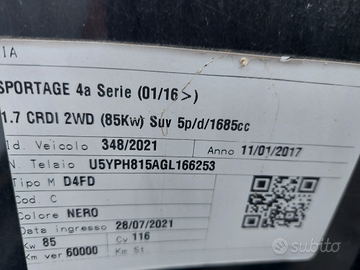 IA
SPORTAGE 4a Serie (01/16>)
1.7 CRDI 2WD (85Kw) Suv 5p/d/1685cc
Id. Veicolo 348/2021 Anno 11/01/2017
N. Telaio U5YPH815AGL166253
Tipo M D4FD
Cod C
Colore NERO
Data ingresso 28/07/2021
Kw 85 Cv 116
Km ver 60000 Km St
subito